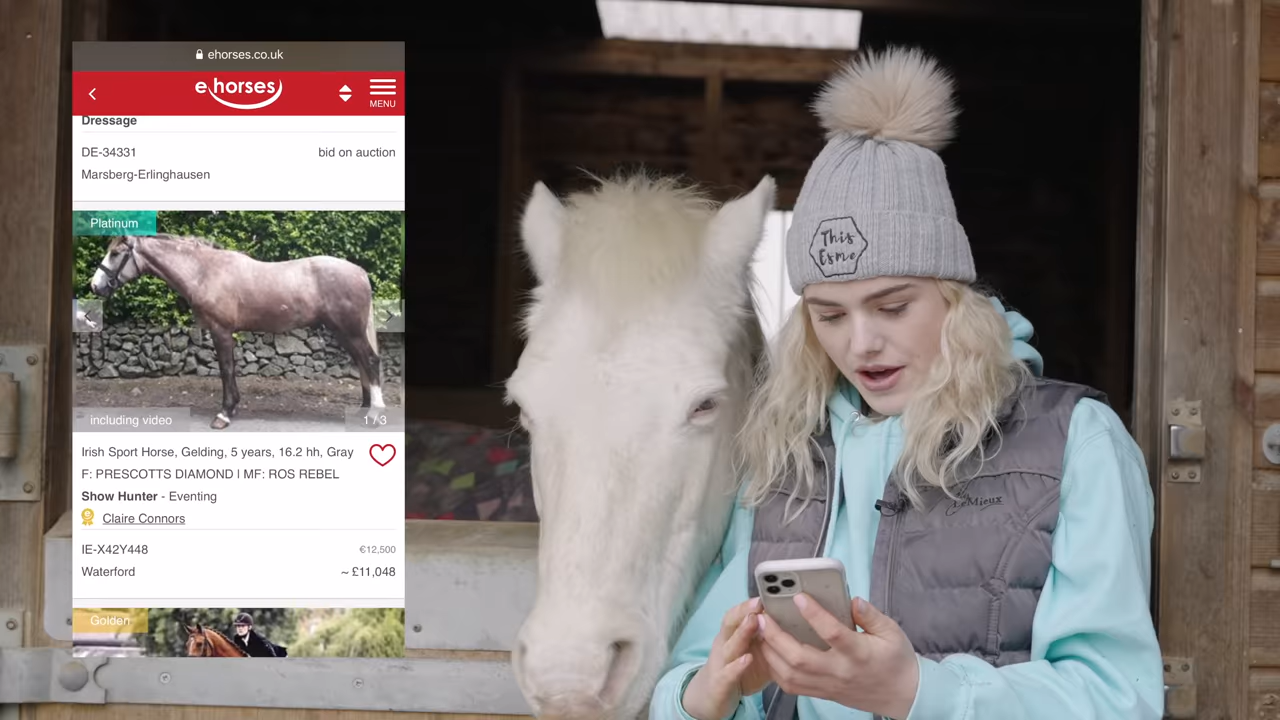 ehorses.co.uk
ehorses
MENU
Dressage
DE-34331
bid on auction
Marsberg-Erlinghausen
Platinum
including video
1 / 3
Irish Sport Horse, Gelding, 5 years, 16.2 hh, Gray
F: PRESCOTTS DIAMOND | MF: ROS REBEL
Show Hunter - Eventing
Claire Connors
IE-X42Y448
€12,500
Waterford
~ £11,048
Golden
This
Esme
LeMieux